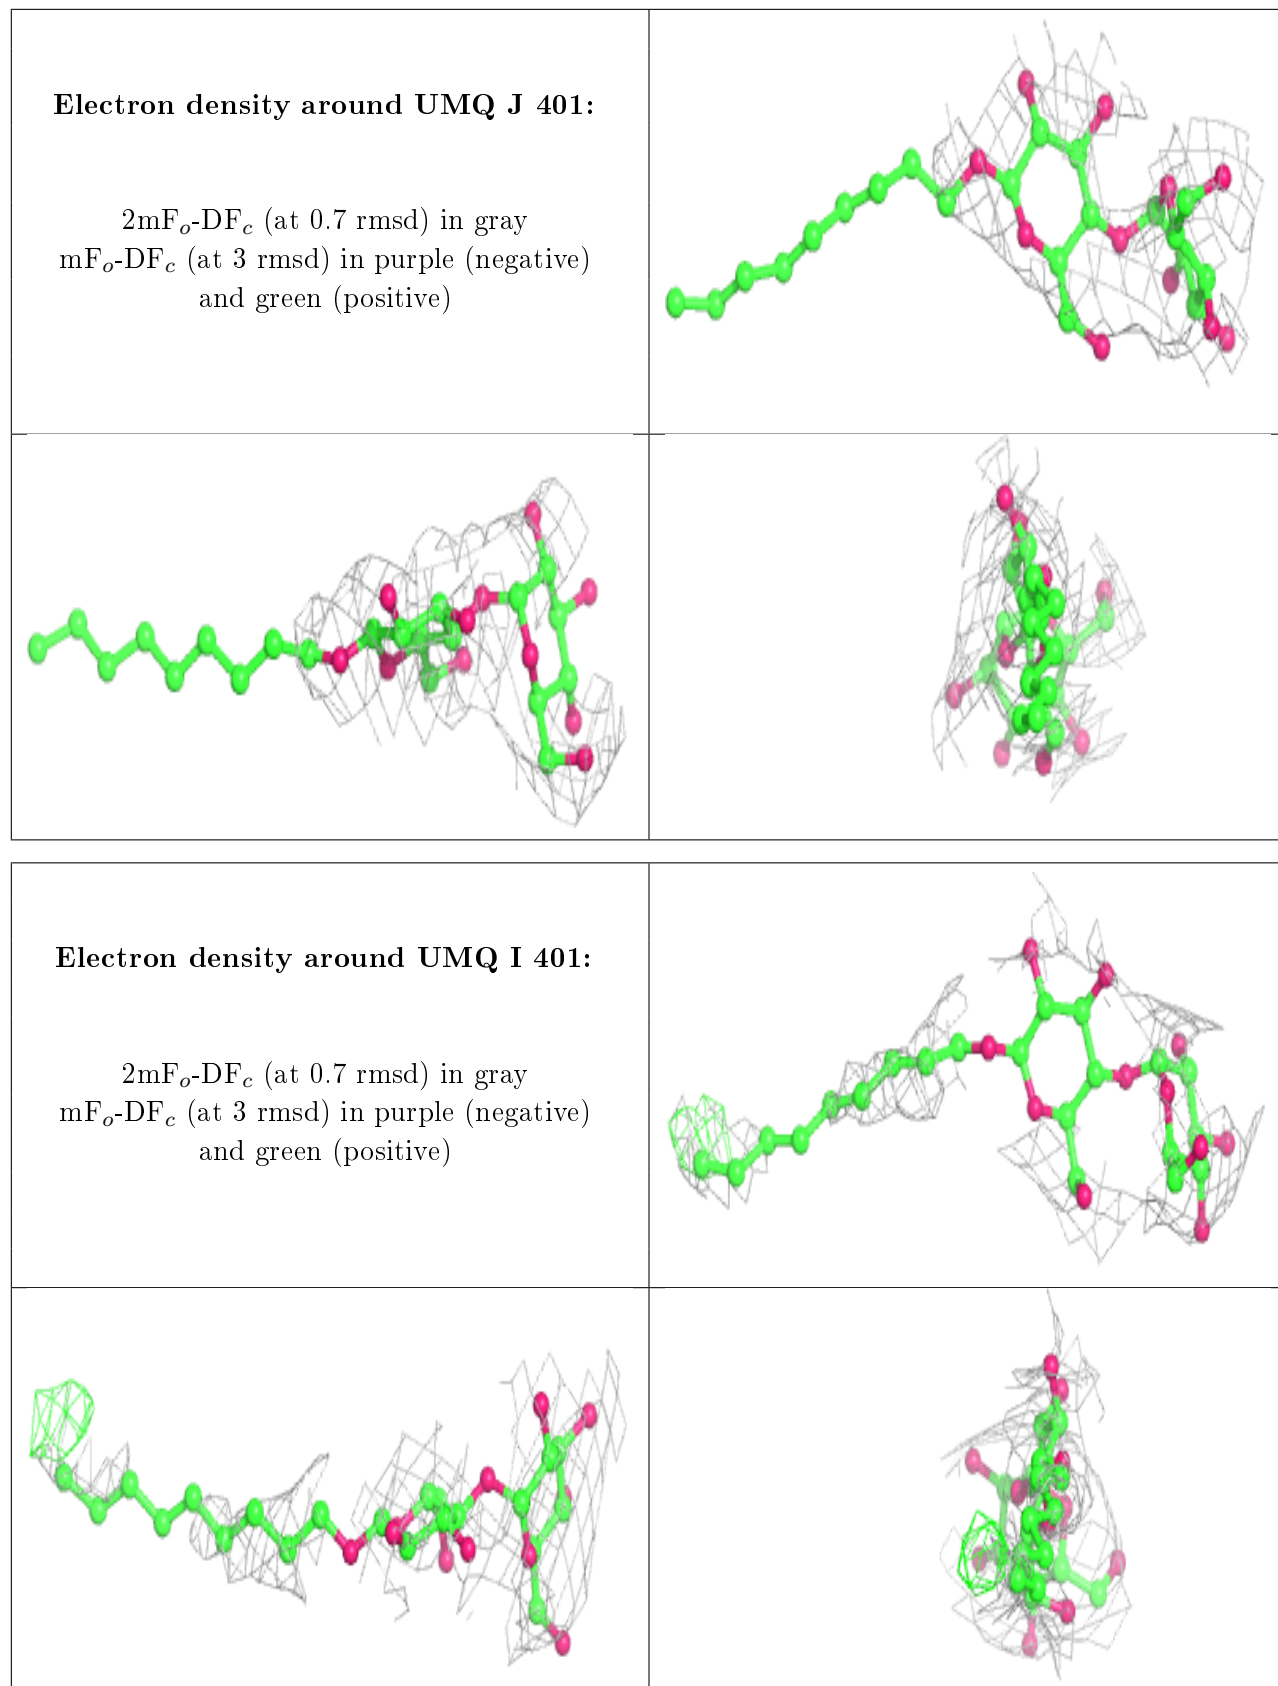 Electron density around UMQ J 401:
2mFo-DFc (at 0.7 rmsd) in gray
mFo-DFc (at 3 rmsd) in purple (negative)
and green (positive)
Electron density around UMQ I 401:
2mFo-DFc (at 0.7 rmsd) in gray
mFo-DFc (at 3 rmsd) in purple (negative)
and green (positive)